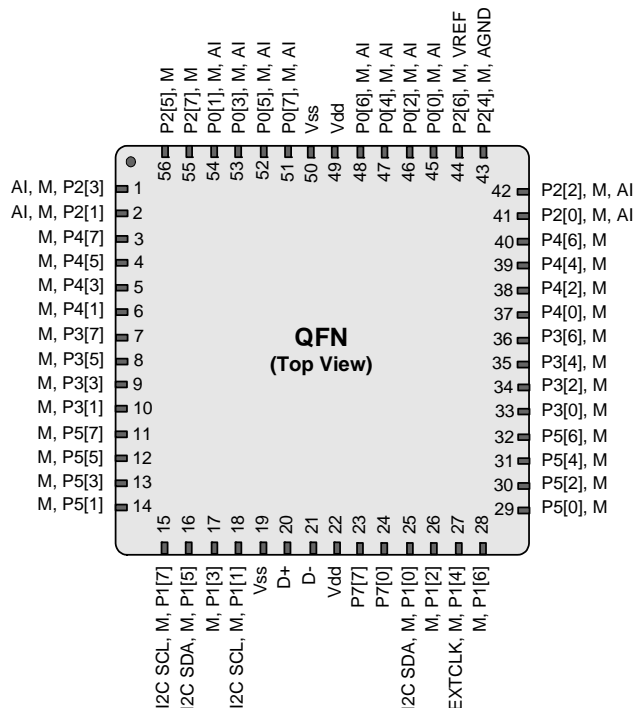 P2[5], M
P2[7], M
P0[1], M, AI
P0[3], M, AI
P0[5], M, AI
P0[7], M, AI
Vss
Vdd
P0[6], M, AI
P0[4], M, AI
P0[2], M, AI
P0[0], M, AI
P2[6], M, VREF
P2[4], M, AGND
56
55
54
53
52
51
50
49
48
47
46
45
44
43
AI, M, P2[3] 1
AI, M, P2[1] 2
M, P4[7] 3
M, P4[5] 4
M, P4[3] 5
M, P4[1] 6
M, P3[7] 7
M, P3[5] 8
M, P3[3] 9
M, P3[1] 10
M, P5[7] 11
M, P5[5] 12
M, P5[3] 13
M, P5[1] 14
QFN
(Top View)
42 P2[2], M, AI
41 P2[0], M, AI
40 P4[6], M
39 P4[4], M
38 P4[2], M
37 P4[0], M
36 P3[6], M
35 P3[4], M
34 P3[2], M
33 P3[0], M
32 P5[6], M
31 P5[4], M
30 P5[2], M
29 P5[0], M
15
16
17
18
19
20
21
22
23
24
25
26
27
28
I2C SCL, M, P1[7]
I2C SDA, M, P1[5]
M, P1[3]
I2C SCL, M, P1[1]
Vss
D+
D-
Vdd
P7[7]
P7[0]
I2C SDA, M, P1[0]
M, P1[2]
EXTCLK, M, P1[4]
M, P1[6]